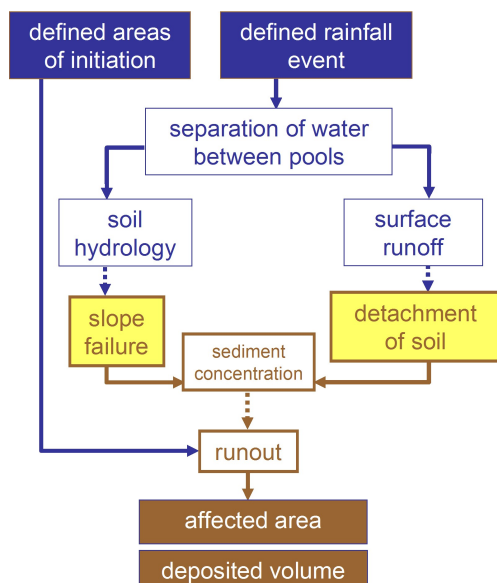 defined areas
of initiation
defined rainfall
event
separation of water
between pools
soil
hydrology
surface
runoff
slope
failure
detachment
of soil
sediment
concentration
runout
affected area
deposited volume